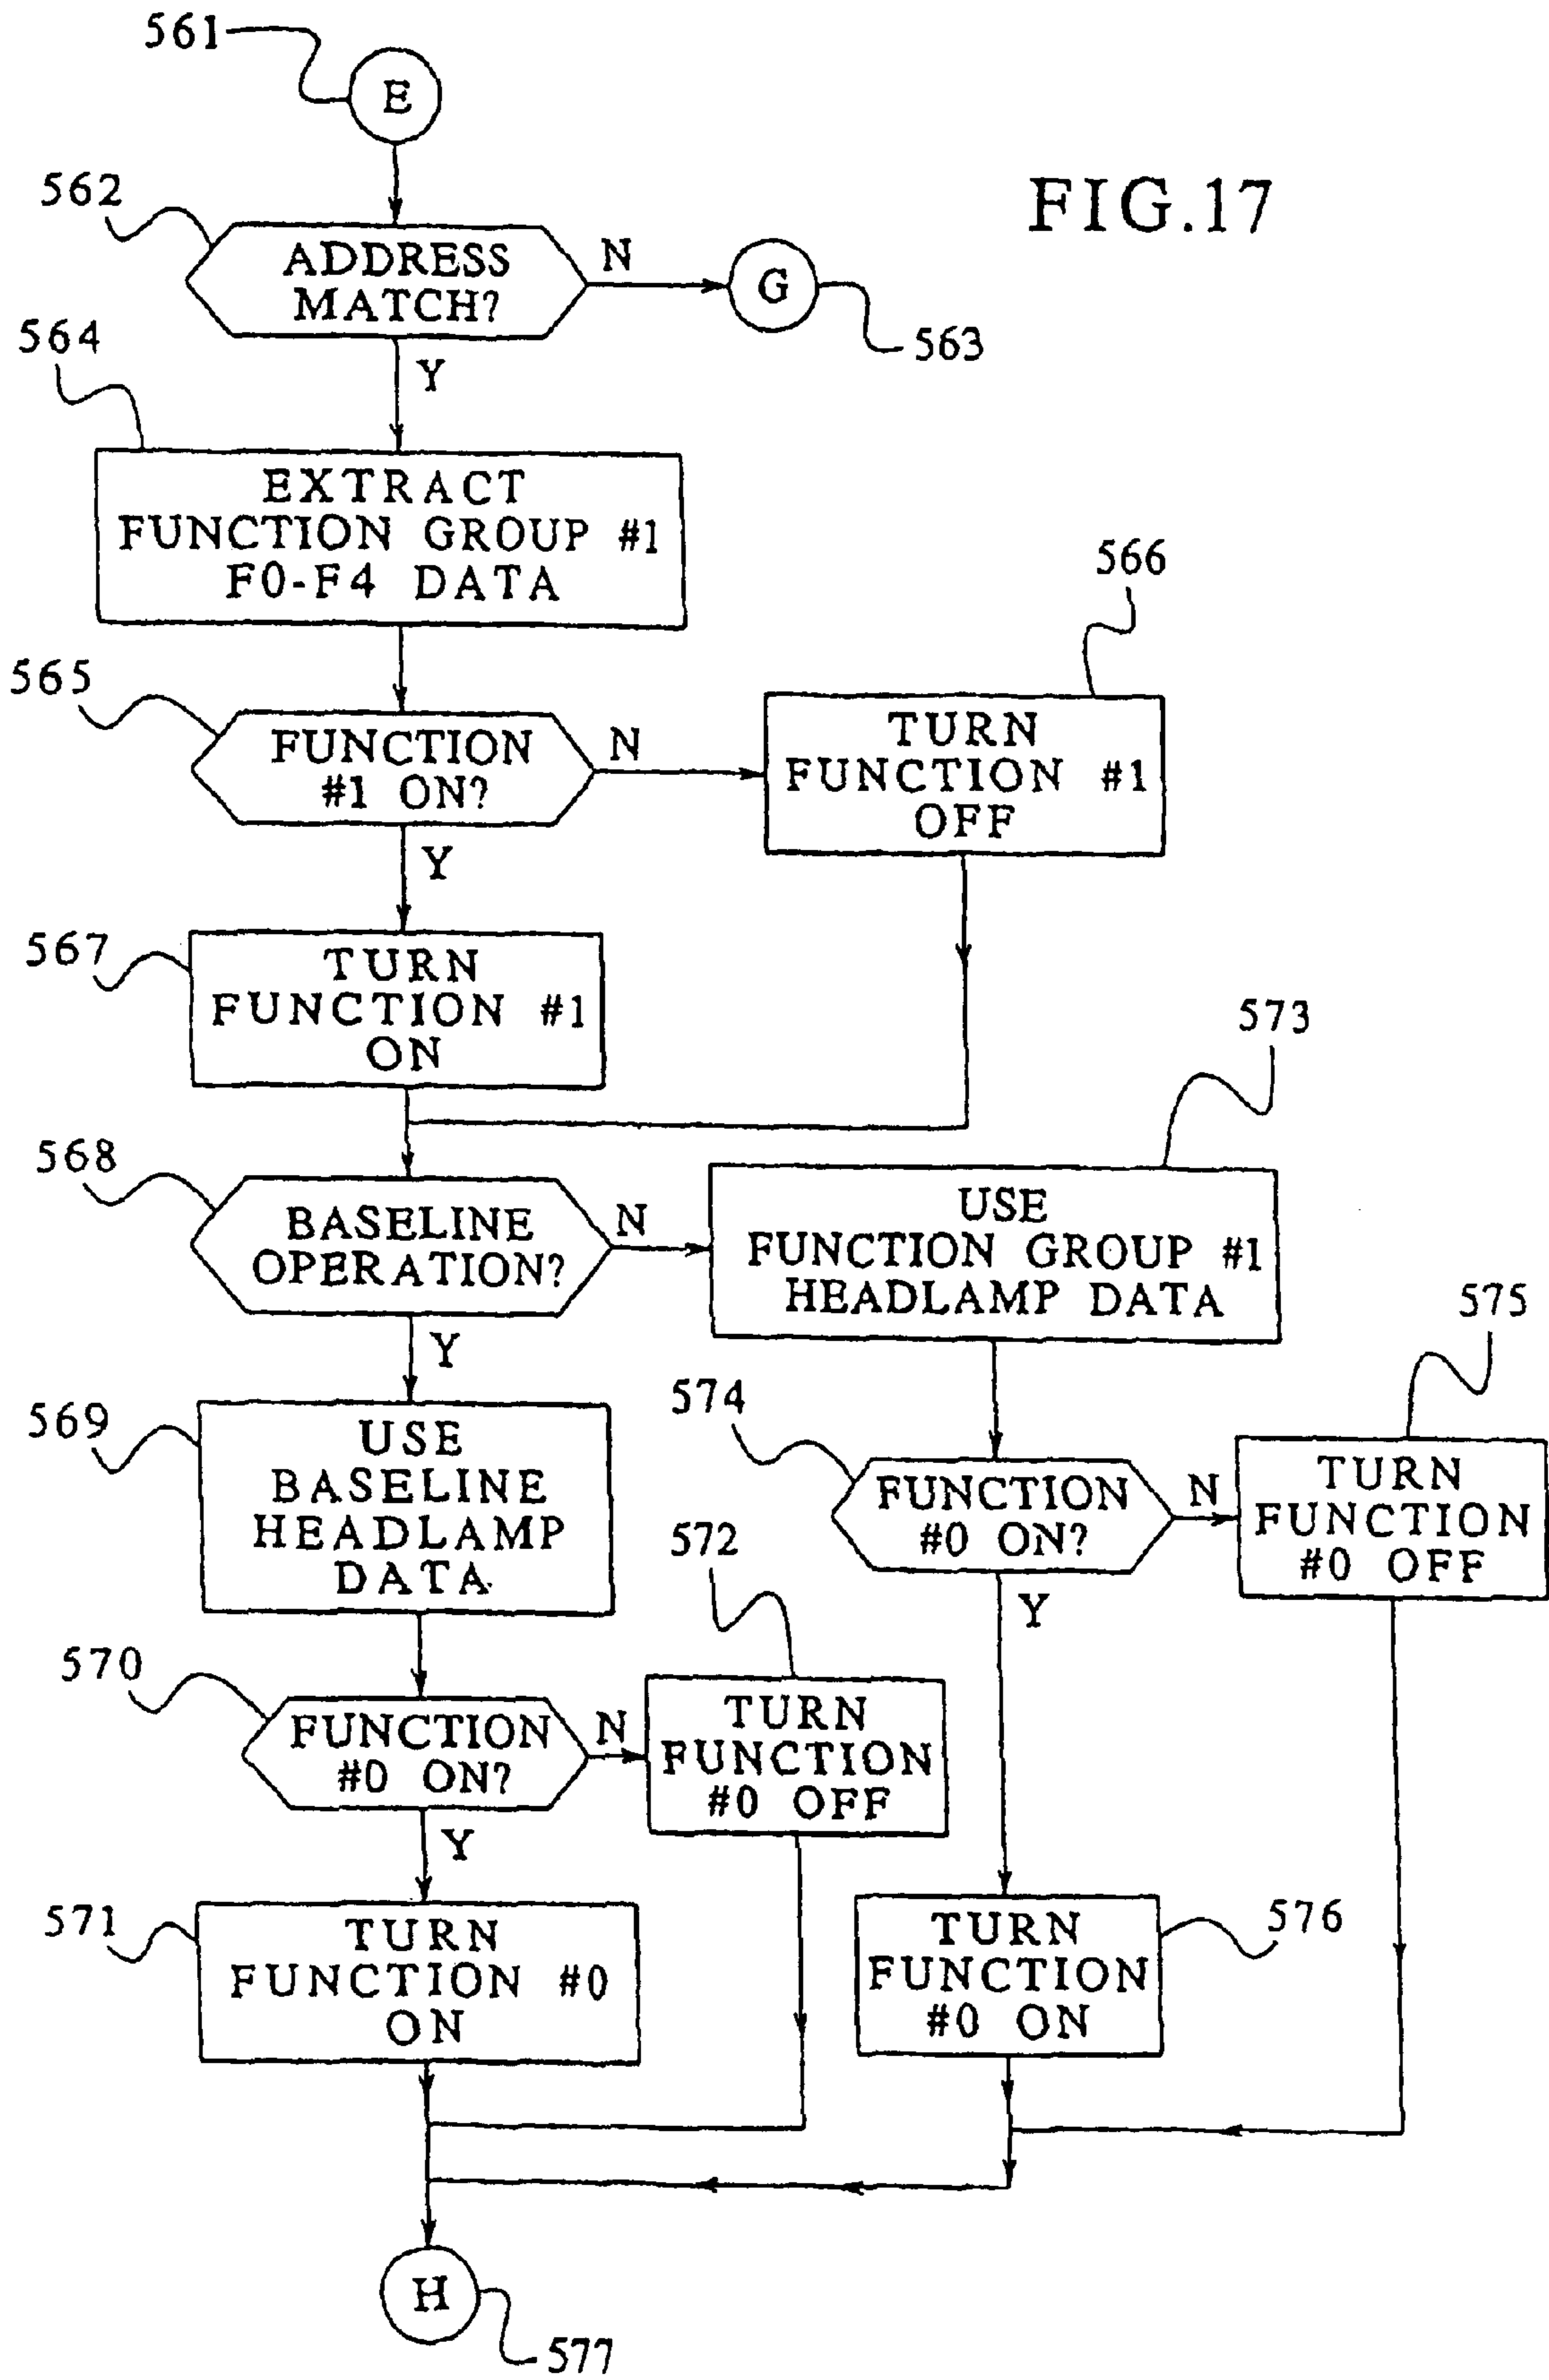 561
E
FIG.17
562
ADDRESS
MATCH?
N
G
563
Y
564
EXTRACT
FUNCTION GROUP #1
F0-F4 DATA
565
FUNCTION
#1 ON?
N
566
TURN
FUNCTION #1
OFF
Y
567
TURN
FUNCTION #1
ON
568
BASELINE
OPERATION?
N
573
USE
FUNCTION GROUP #1
HEADLAMP DATA
Y
569
USE
BASELINE
HEADLAMP
DATA
574
FUNCTION
#0 ON?
N
575
TURN
FUNCTION
#0 OFF
Y
570
FUNCTION
#0 ON?
N
572
TURN
FUNCTION
#0 OFF
Y
571
TURN
FUNCTION #0
ON
576
TURN
FUNCTION
#0 ON
H
577